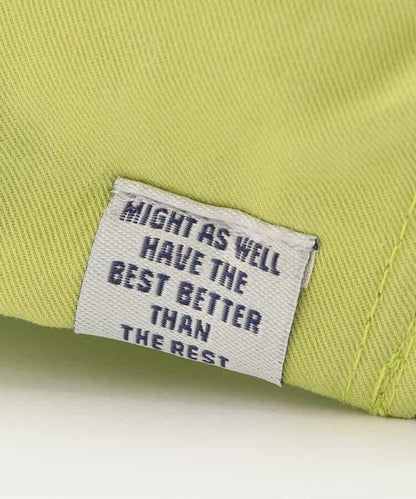 MIGHT AS WELL
HAVE THE
BEST BETTER
THAN
THE REST